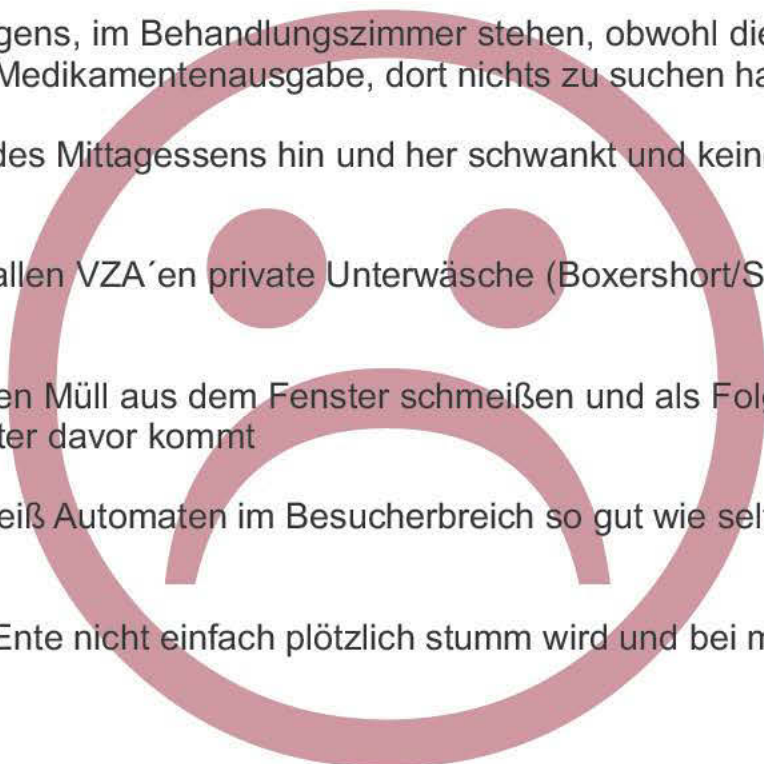 gens, im Behandlungszimmer stehen, obwohl die
Medikamentenausgabe, dort nichts zu suchen ha
des Mittagessens hin und her schwankt und kein
allen VZA´en private Unterwäsche (Boxershort/S
en Müll aus dem Fenster schmeißen und als Folg
ter davor kommt
eiß Automaten im Besucherbreich so gut wie selt
Ente nicht einfach plötzlich stumm wird und bei m